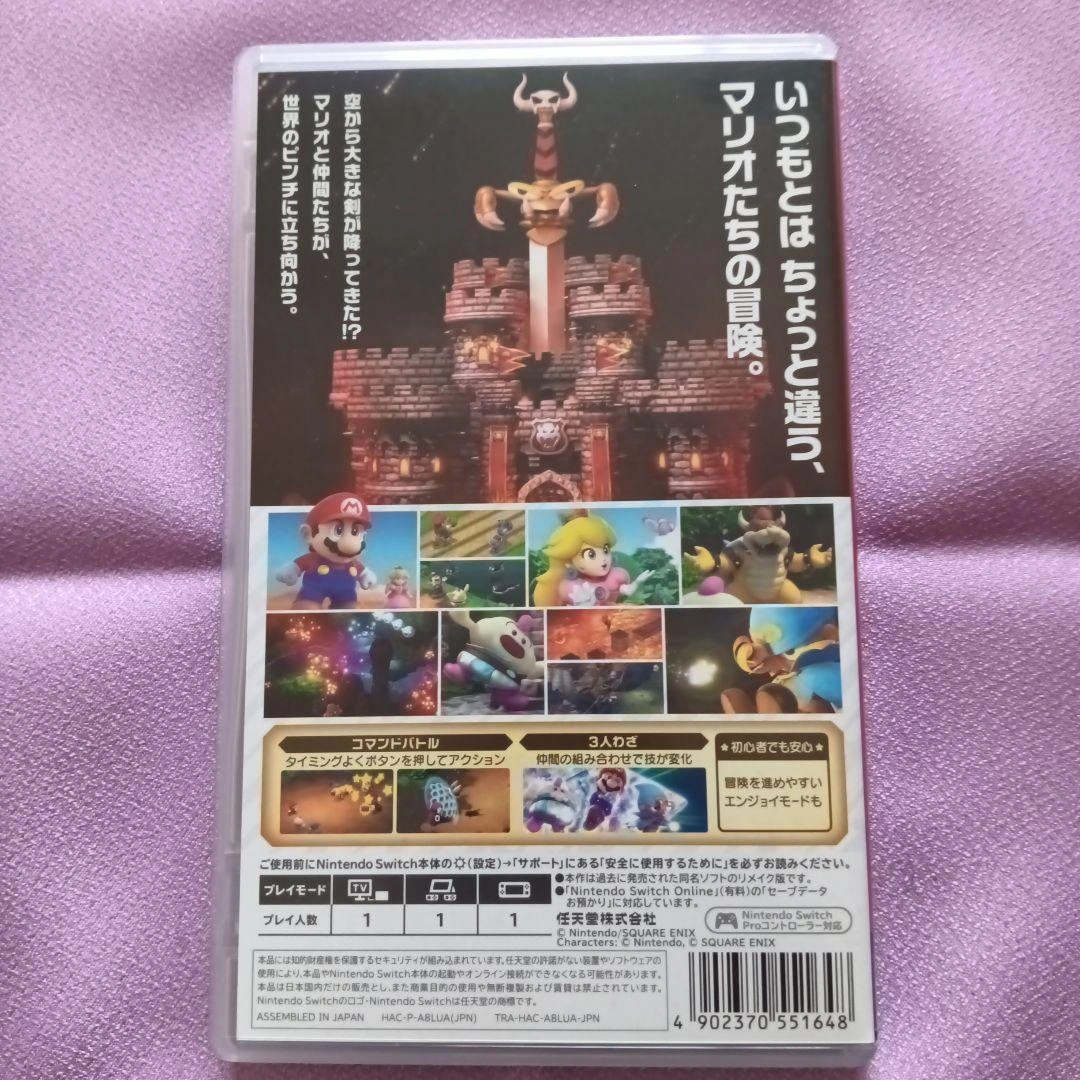 いつもとは ちょっと違う、
マリオたちの冒険。
空から大きな剣が降ってきた!?
マリオと仲間たちが、
世界のピンチに立ち向かう。
コマンドバトル
タイミングよくボタンを押してアクション
3人わざ
仲間の組み合わせで技が変化
★初心者でも安心★
冒険を進めやすい
エンジョイモードも
ご使用前にNintendo Switch本体の(設定)→「サポート」にある「安全に使用するために」を必ずお読みください。
プレイモード
TV
プレイ人数
1
1
1
●本作は過去に発売された同名ソフトのリメイク版です。
●「Nintendo Switch Online」(有料)の「セーブデータ
お預かり」に対応しています。
任天堂株式会社
© Nintendo/SQUARE ENIX
Characters: © Nintendo, © SQUARE ENIX
Nintendo Switch
Proコントローラー対応
本品には知的財産権を保護するセキュリティが組み込まれています。任天堂の許諾がない装置やソフトウェアの
使用により、本品やNintendo Switch本体の起動やオンライン接続ができなくなる可能性があります。
本品は日本国内だけの販売とし、また商業目的の使用や無断複製および賃貸は禁止されています。
Nintendo Switchのロゴ・Nintendo Switchは任天堂の商標です。
ASSEMBLED IN JAPAN HAC-P-A8LUA(JPN) TRA-HAC-A8LUA-JPN
4 902370 551648